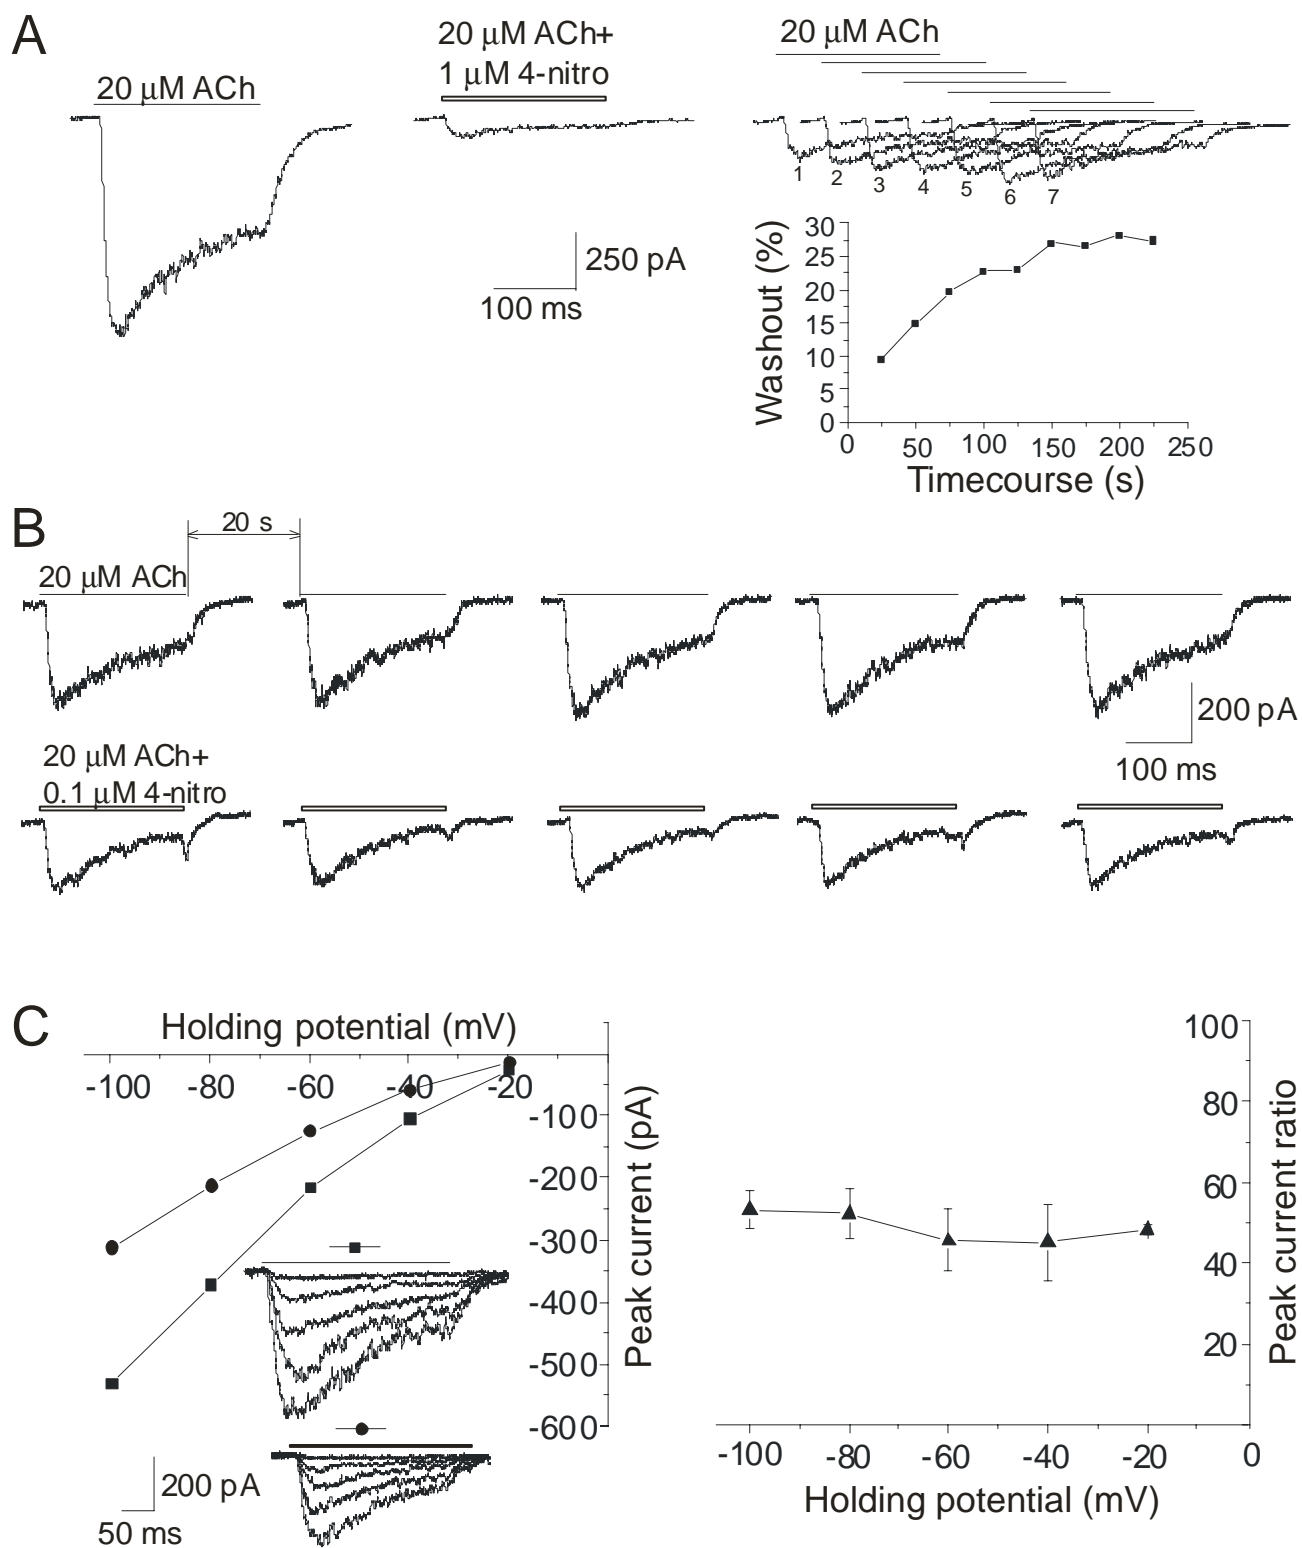 A
20 µM ACh
20 µM ACh+
1 µM 4-nitro
20 µM ACh
250 pA
100 ms
1 2 3 4 5 6 7
Washout (%)
30
25
20
15
10
5
0
0 50 100 150 200 250
Timecourse (s)
B
20 s
20 µM ACh
200 pA
100 ms
20 µM ACh+
0.1 µM 4-nitro
C
Holding potential (mV)
-100 -80 -60 -40 -20
-100
-200
-300
-400
-500
-600
Peak current (pA)
200 pA
50 ms
100
80
60
40
20
Peak current ratio
-100 -80 -60 -40 -20 0
Holding potential (mV)